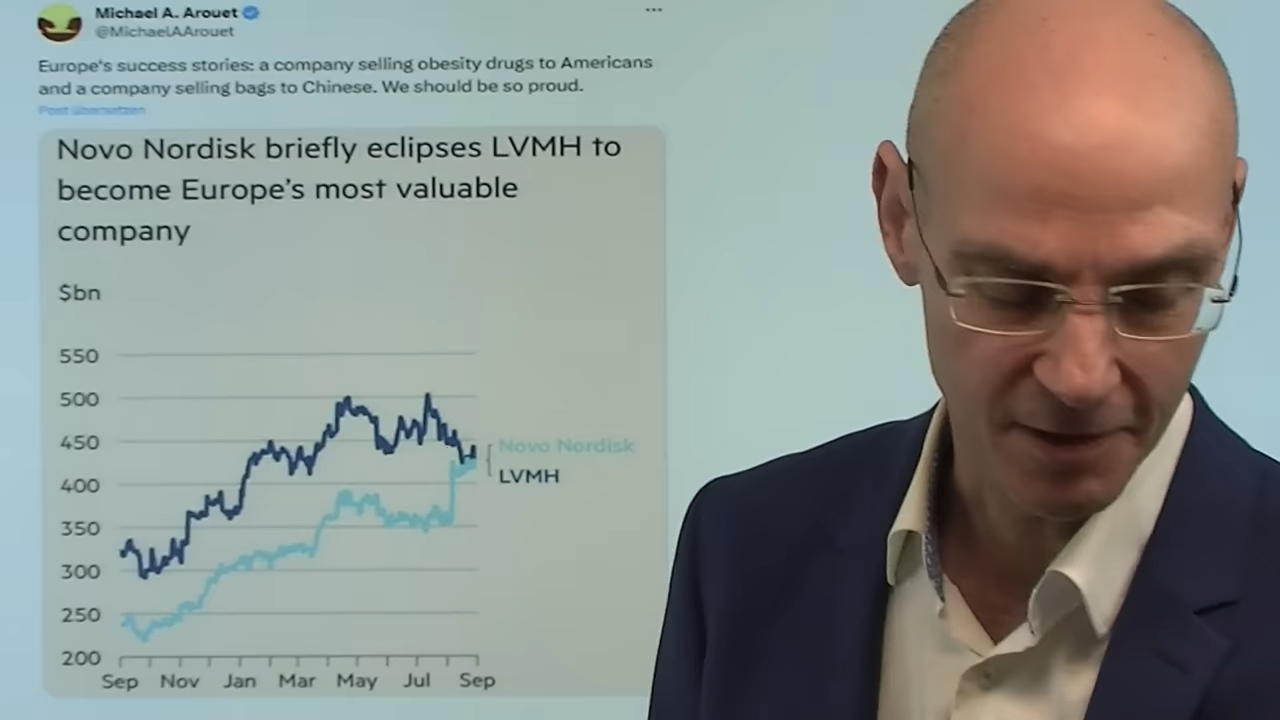 Michael A. Arouet
@MichaelAArouet
Europe's success stories: a company selling obesity drugs to Americans
and a company selling bags to Chinese. We should be so proud.
Post übersetzen
Novo Nordisk briefly eclipses LVMH to
become Europe's most valuable
company
$bn
550
500
450
400
350
300
250
200
Novo Nordisk
LVMH
Sep Nov Jan Mar May Jul Sep